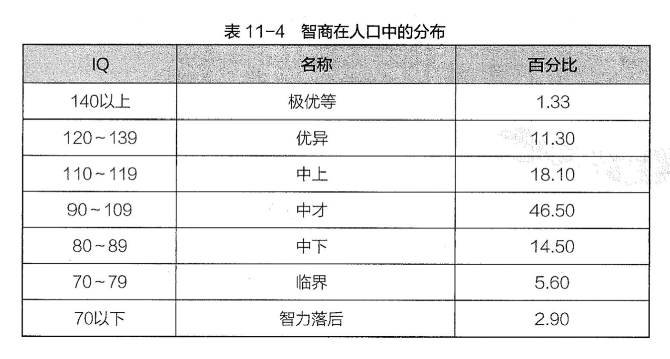 表 11-4 智商在人口中的分布
IQ 名称 百分比
140以上 极优等 1.33
120~139 优异 11.30
110~119 中上 18.10
90~109 中才 46.50
80~89 中下 14.50
70~79 临界 5.60
70以下 智力落后 2.90